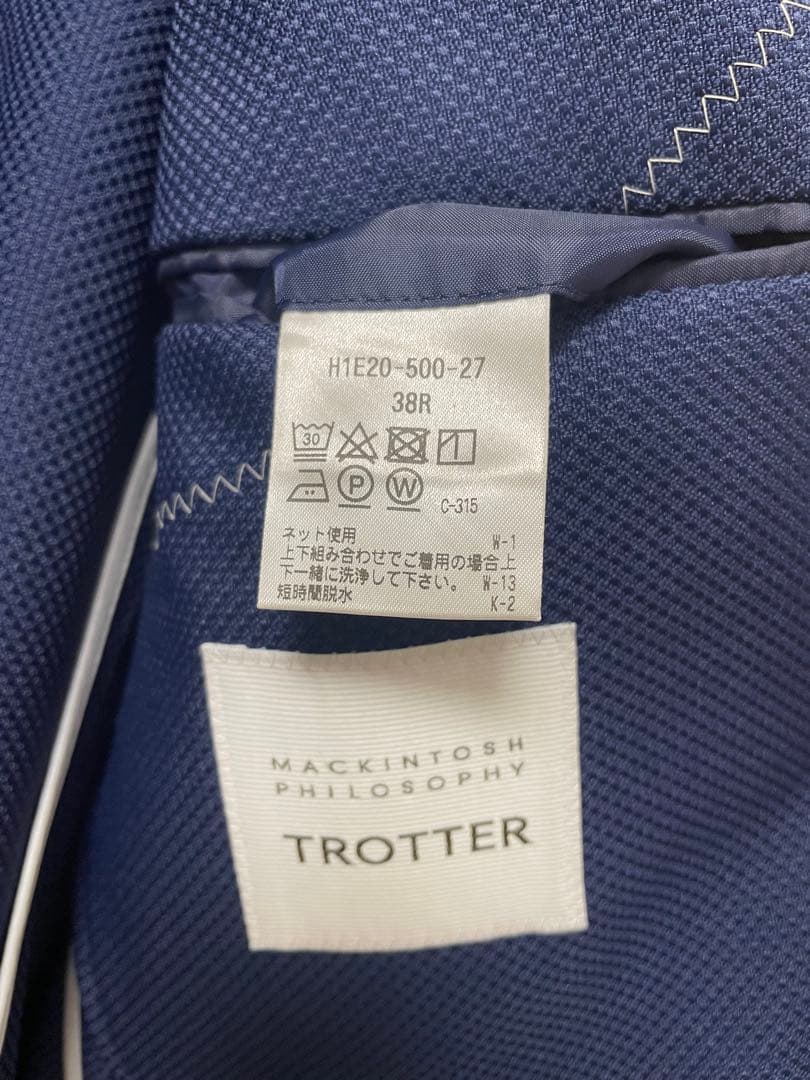 H1E20-500-27
38R
30
P W C-315
ネット使用 W-1
上下組み合わせでご着用の場合上
下一緒に洗浄して下さい。 W-13
短時間脱水 K-2
MACKINTOSH
PHILOSOPHY
TROTTER